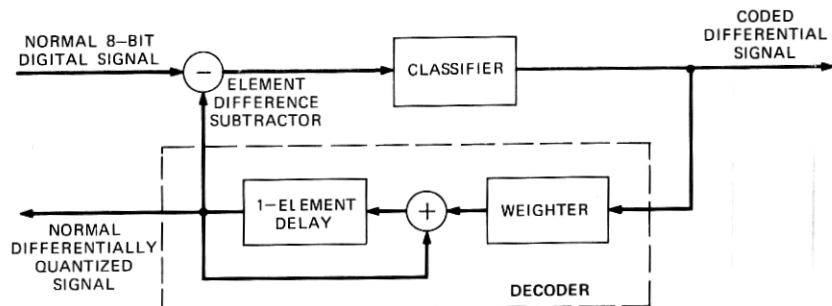 NORMAL 8-BIT
DIGITAL SIGNAL
-
ELEMENT
DIFFERENCE
SUBTRACTOR
CLASSIFIER
CODED
DIFFERENTIAL
SIGNAL
1-ELEMENT
DELAY
+
WEIGHTER
NORMAL
DIFFERENTIALLY
QUANTIZED
SIGNAL
DECODER